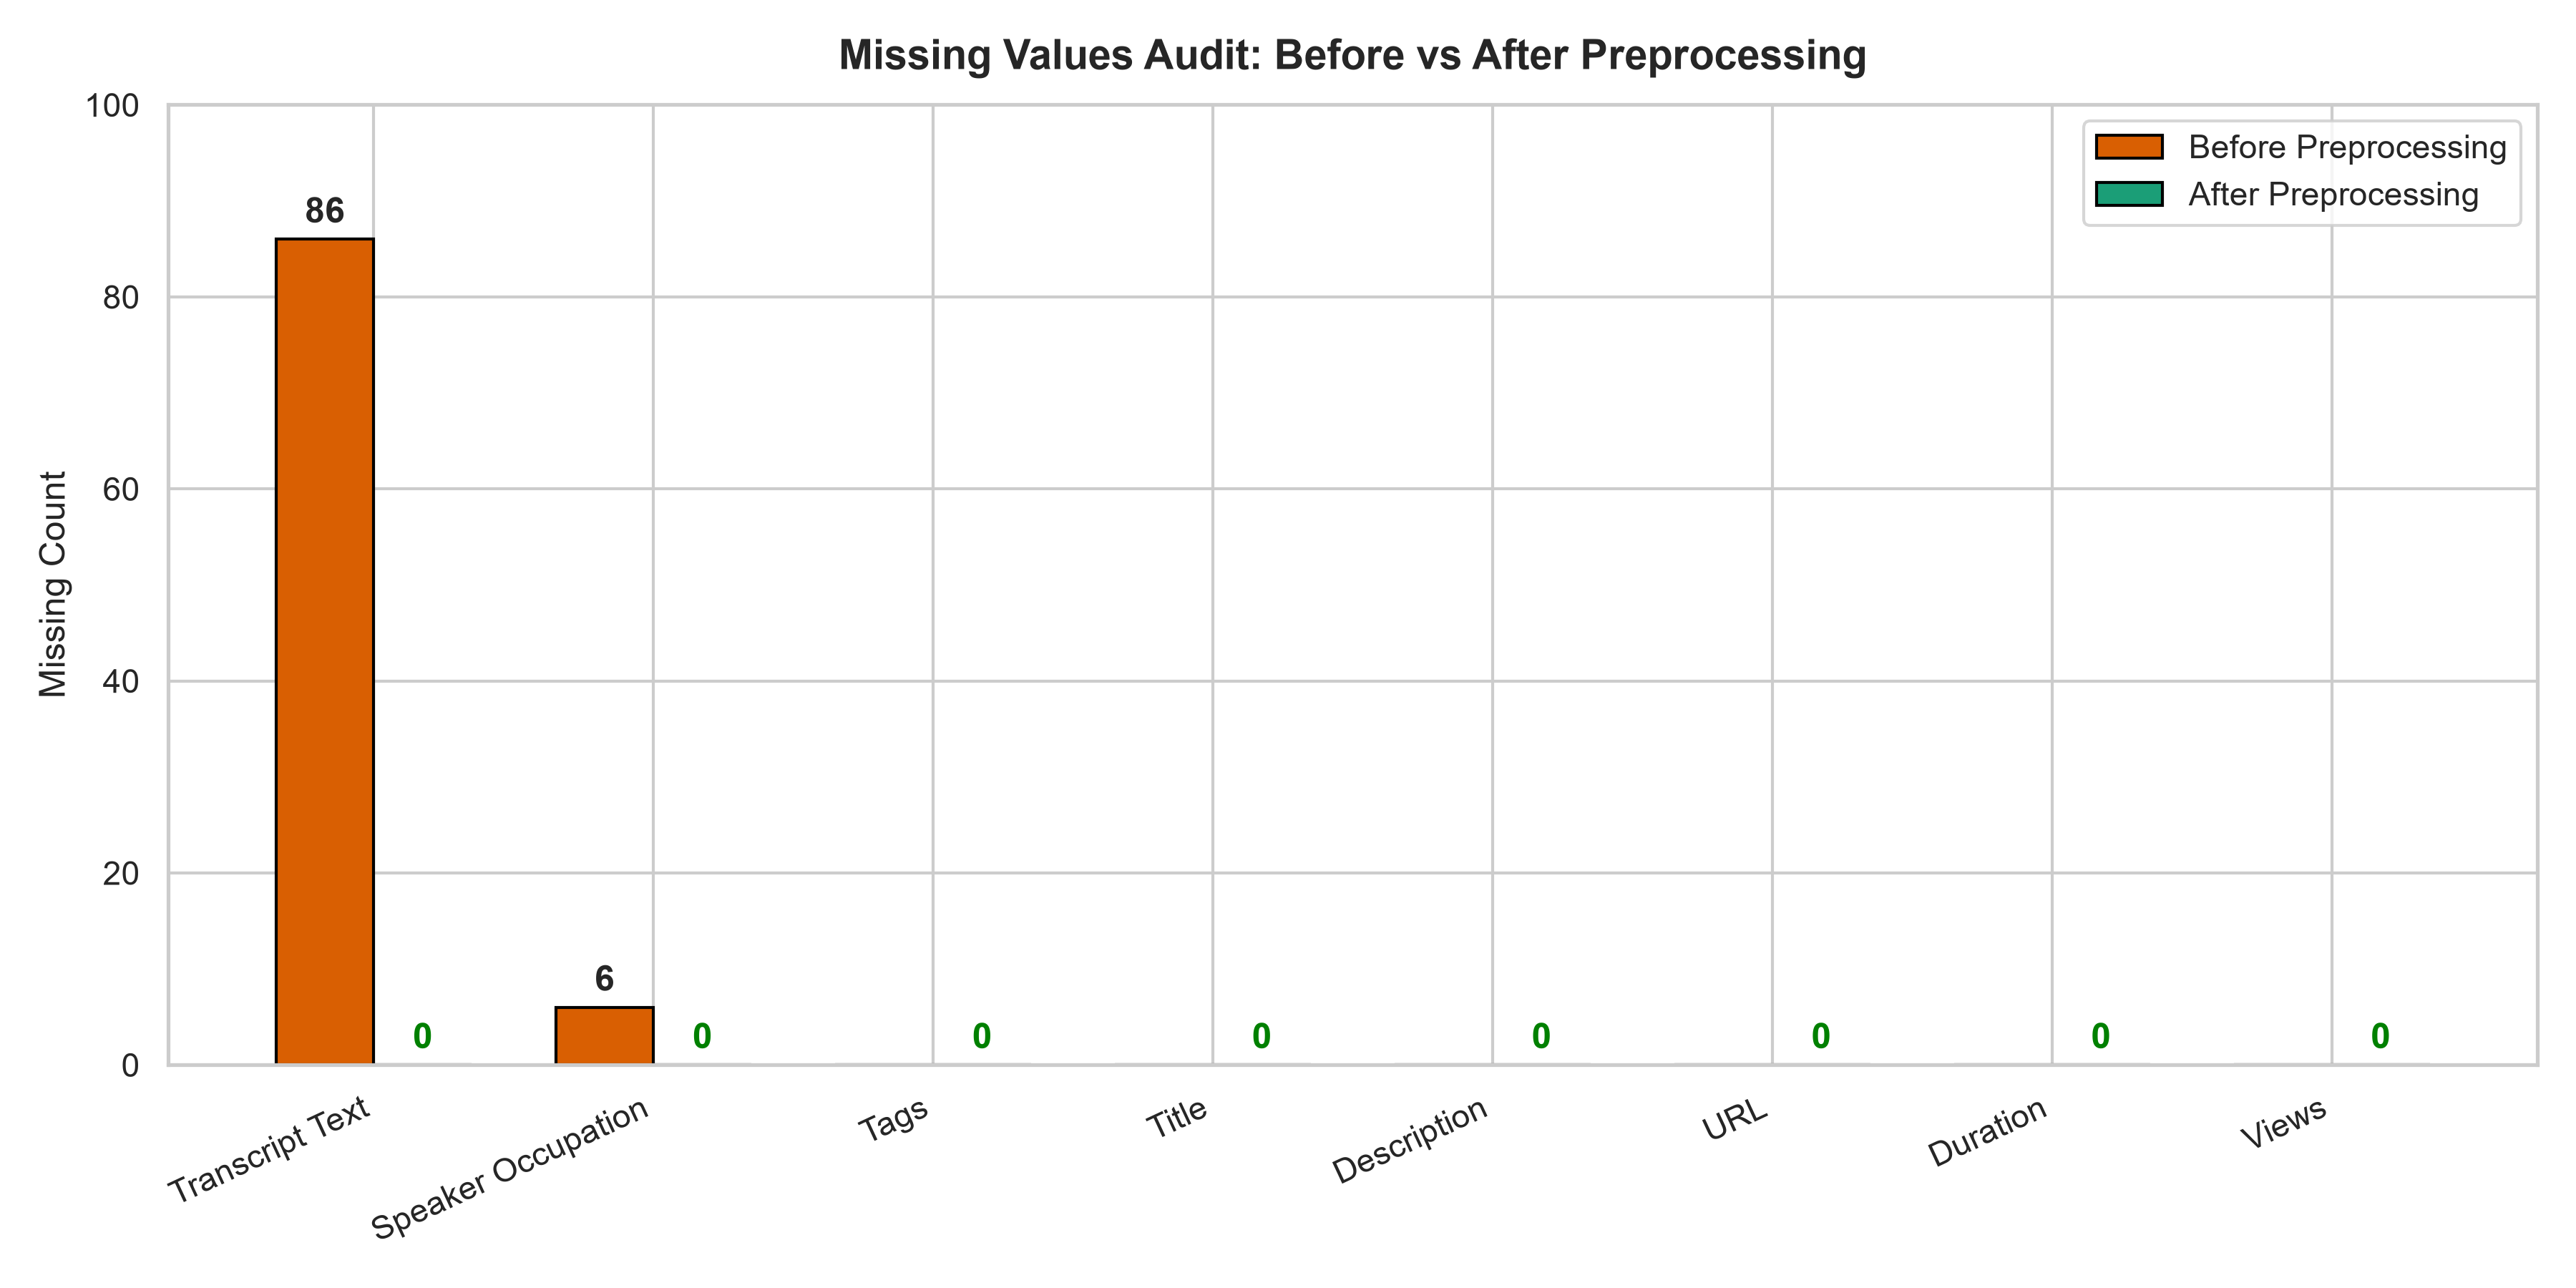 Missing Values Audit: Before vs After Preprocessing
Before Preprocessing
After Preprocessing
Missing Count
100
80
60
40
20
0
86
0
6
0
0
0
0
0
0
0
Transcript Text
Speaker Occupation
Tags
Title
Description
URL
Duration
Views